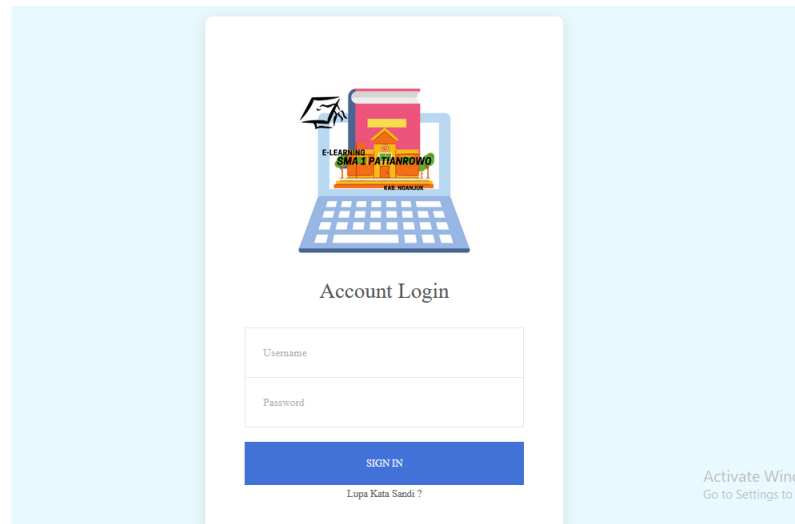 E-LEARNING
SMA 1 PATIANROWO
KAB. NGANJUK
Account Login
Username
Password
SIGN IN
Lupa Kata Sandi ?
Activate Wind
Go to Settings to